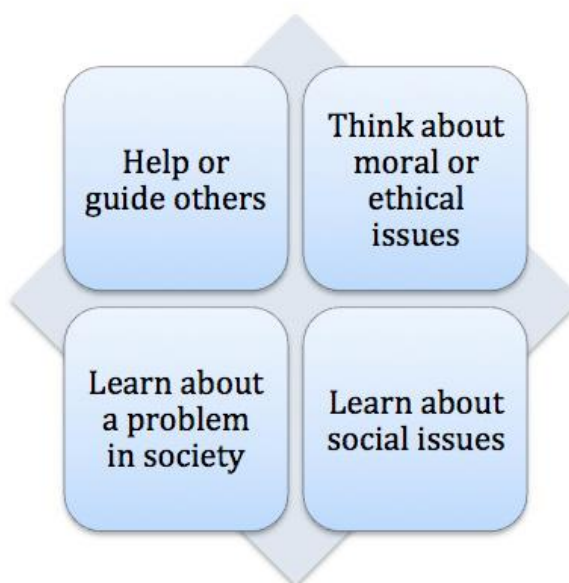 Help or
guide others
Think about
moral or
ethical
issues
Learn about
a problem
in society
Learn about
social issues